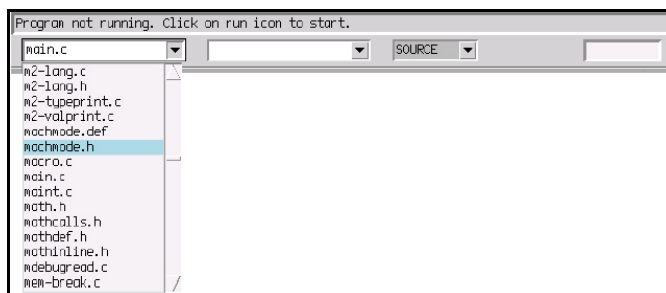 Program not running. Click on run icon to start.
main.c SOURCE
m2-lang.c
m2-lang.h
m2-typeprint.c
m2-valprint.c
machmode.def
machmode.h
macro.c
main.c
maint.c
math.h
mathcalls.h
mathdef.h
mathinline.h
mdebugread.c
mem-break.c